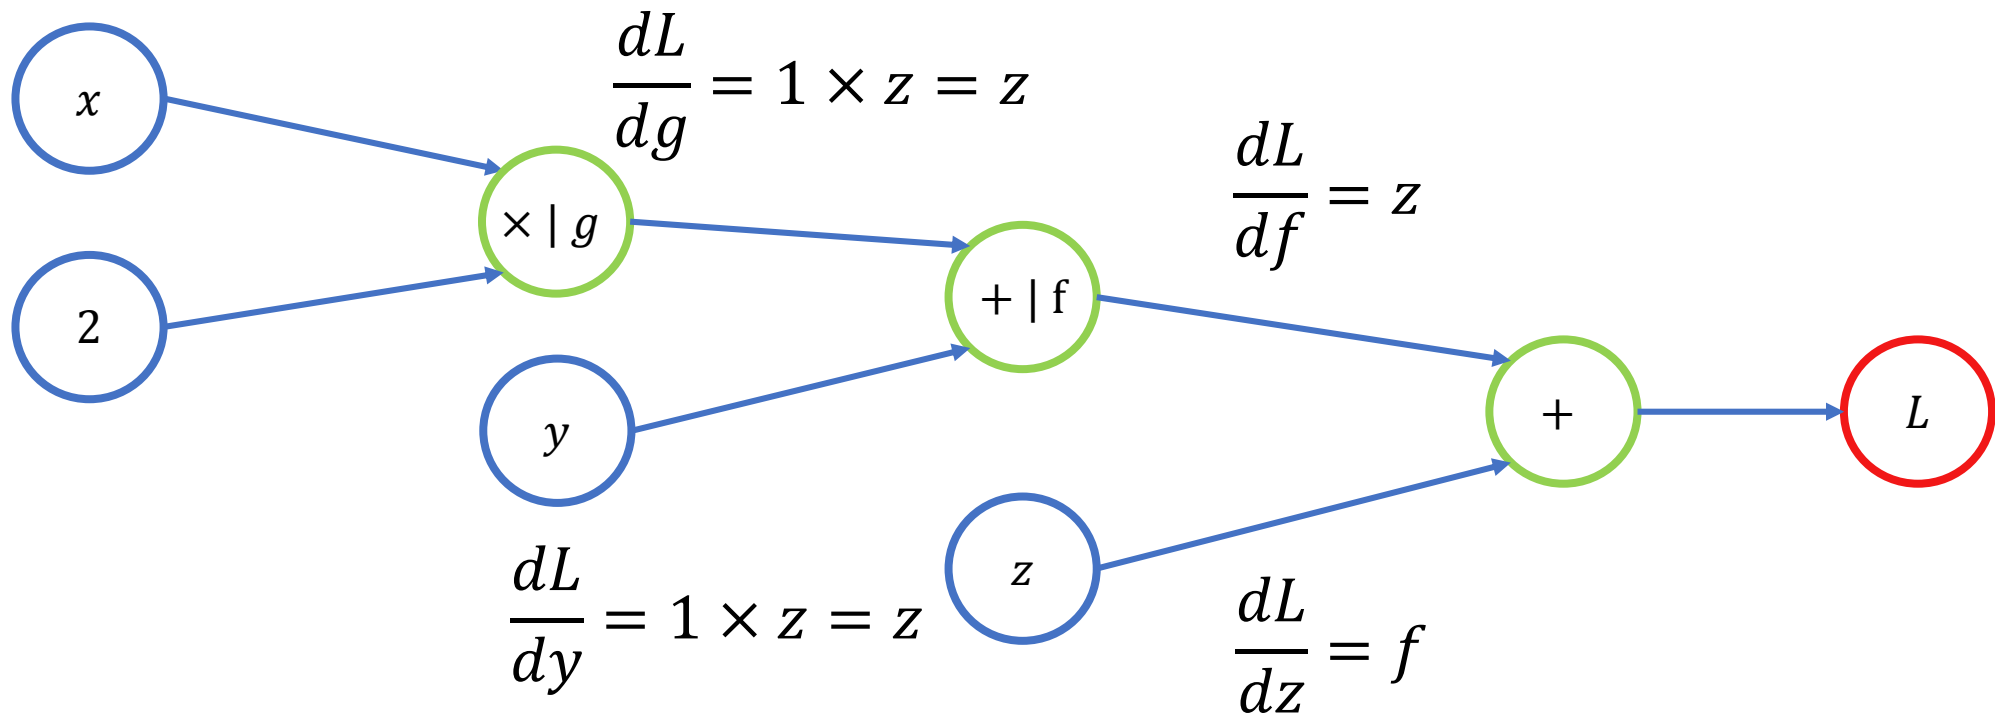 x
dL/dg = 1 × z = z
dL/df = z
× | g
+ | f
2
+
L
y
z
dL/dy = 1 × z = z
dL/dz = f